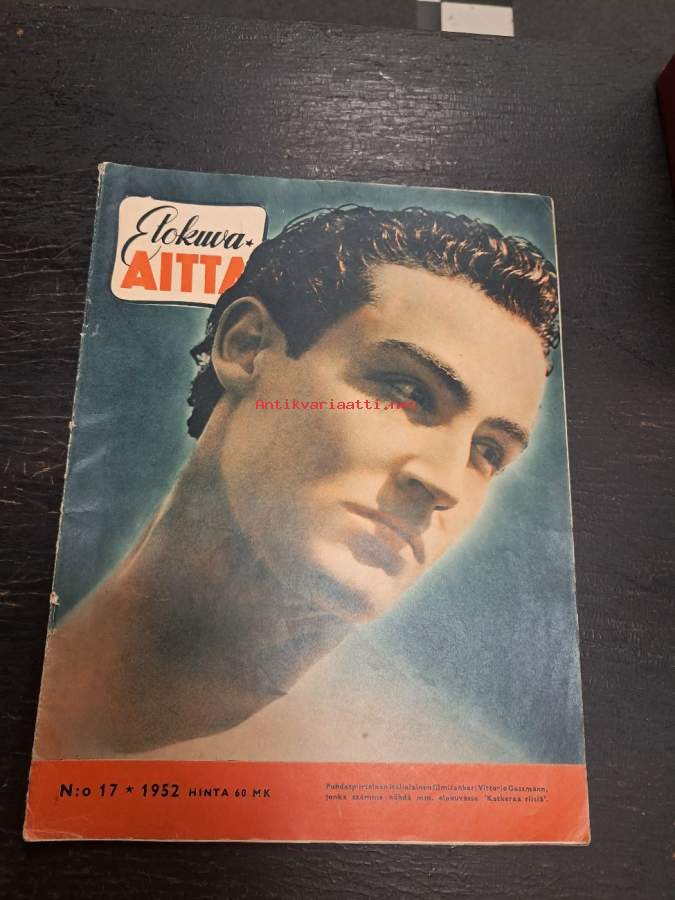 Elokuva
AITTA
Antikvariaatti.net
N:o 17 ★ 1952 HINTA 60 MK
Puhdaspiirteinen italialainen filmisankari Vittorio Gassmann,
jonka saamme nähdä mm. elokuvassa "Katkeraa riisiä".